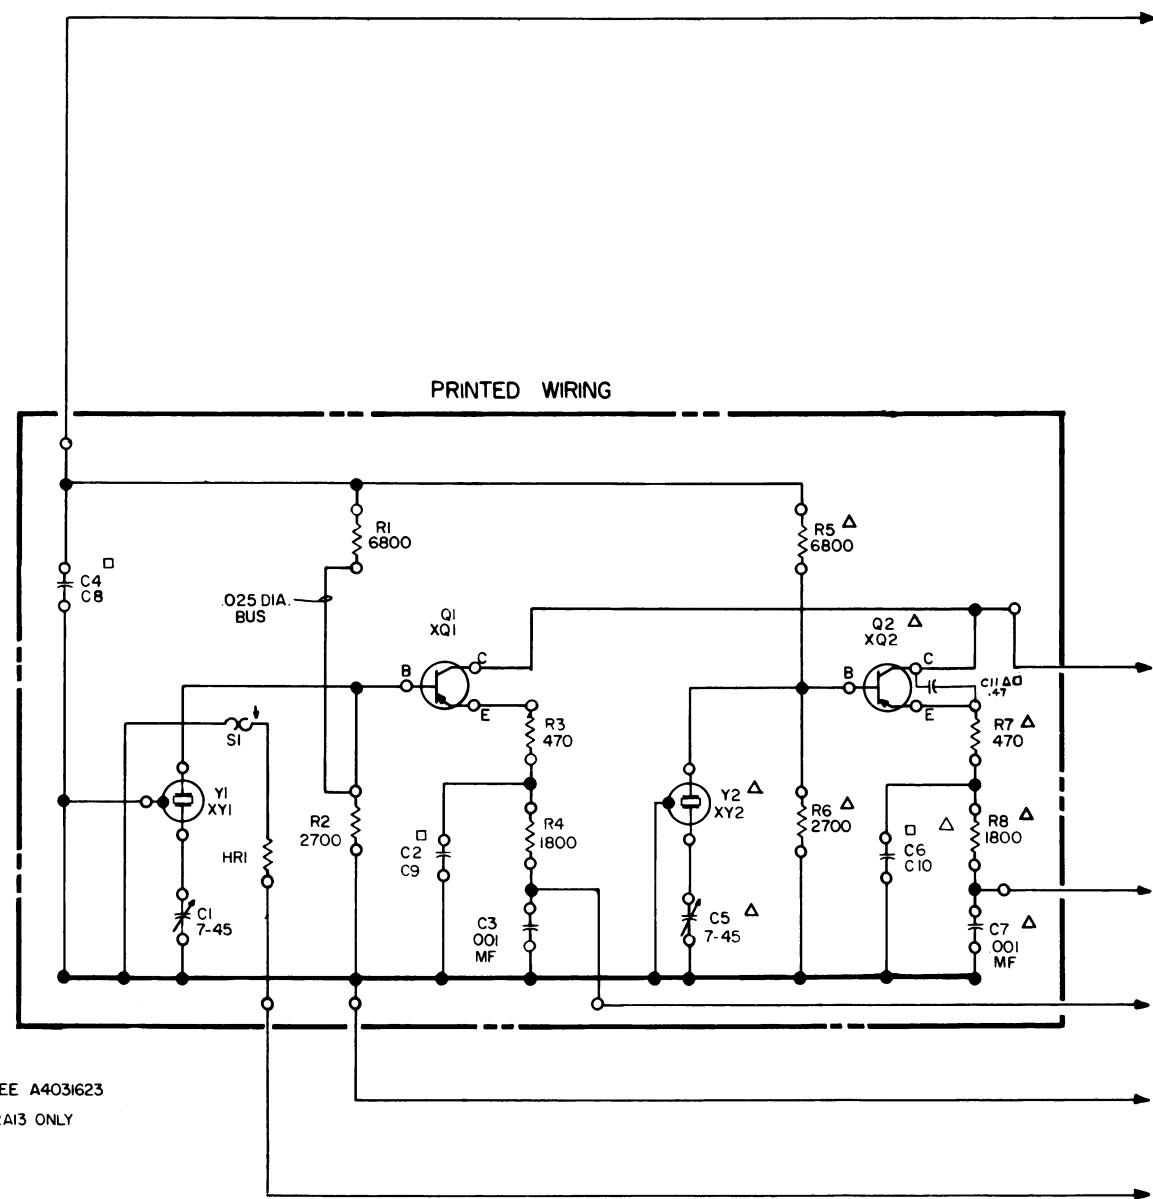 PRINTED WIRING
R1
6800
R5 △
6800
□
C4
C8
.025 DIA.
BUS
Q1
XQ1
Q2 △
XQ2
B
C
E
B
C
E
C11 △□
.47
S1
R3
470
R7 △
470
Y1
XY1
Y2 △
XY2
R2
2700
R6 △
2700
HR1
□
C2
C9
R4
1800
□ △
C6
C10
R8 △
1800
C1
7-45
C3
001
MF
C5 △
7-45
C7 △
.001
MF
EE A4031623
A13 ONLY